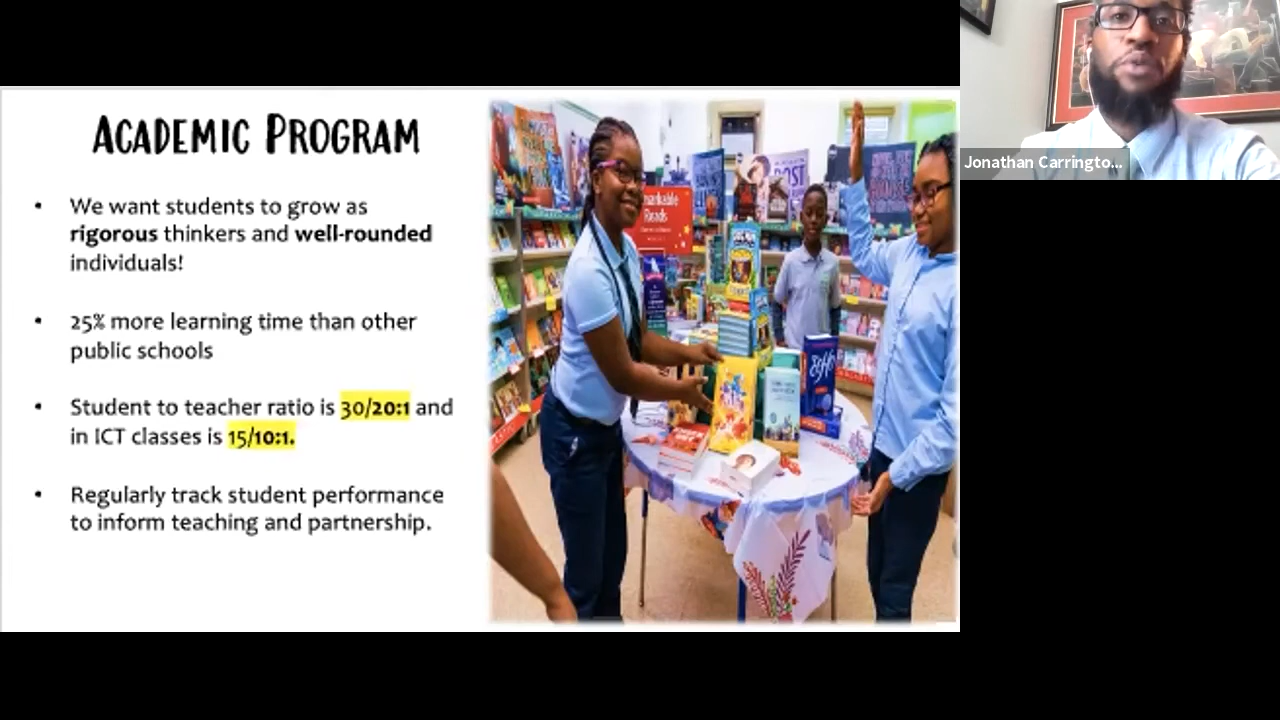 ACADEMIC PROGRAM
• We want students to grow as
rigorous thinkers and well-rounded
individuals!
• 25% more learning time than other
public schools
• Student to teacher ratio is 30/20:1 and
in ICT classes is 15/10:1.
• Regularly track student performance
to inform teaching and partnership.
Reads
Jonathan Carringto...